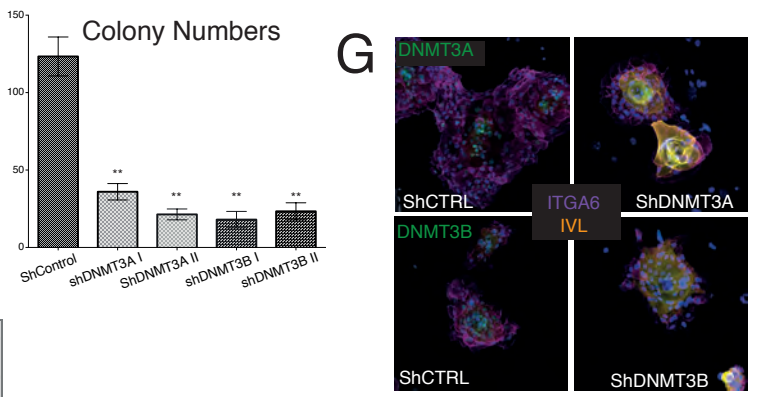 Colony Numbers
150
100
50
0
**
**
**
**
ShControl
shDNMT3A I
ShDNMT3A II
shDNMT3B I
shDNMT3B II
G
DNMT3A
ShCTRL
ShDNMT3A
ITGA6
IVL
DNMT3B
ShCTRL
ShDNMT3B